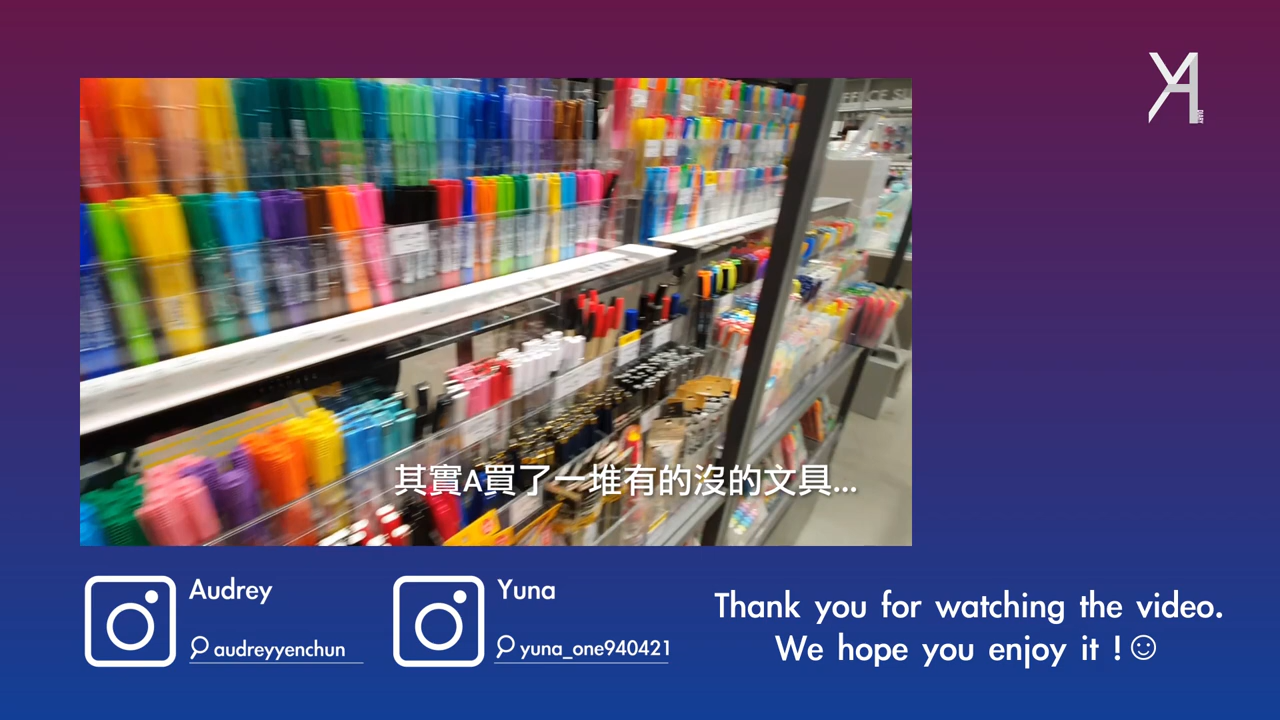 YA
其實A買了一堆有的沒的文具...
Audrey
audreyyenchun
Yuna
yuna_one940421
Thank you for watching the video.
We hope you enjoy it !☺